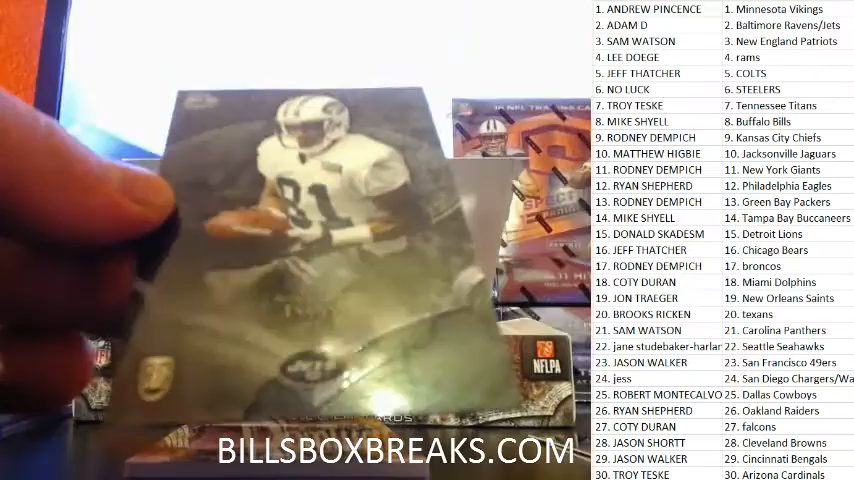 1. ANDREW PINCENCE 1. Minnesota Vikings
2. ADAM D 2. Baltimore Ravens/Jets
3. SAM WATSON 3. New England Patriots
4. LEE DOEGE 4. rams
5. JEFF THATCHER 5. COLTS
6. NO LUCK 6. STEELERS
7. TROY TESKE 7. Tennessee Titans
8. MIKE SHYELL 8. Buffalo Bills
9. RODNEY DEMPICH 9. Kansas City Chiefs
10. MATTHEW HIGBIE 10. Jacksonville Jaguars
11. RODNEY DEMPICH 11. New York Giants
12. RYAN SHEPHERD 12. Philadelphia Eagles
13. RODNEY DEMPICH 13. Green Bay Packers
14. MIKE SHYELL 14. Tampa Bay Buccaneers
15. DONALD SKADESM 15. Detroit Lions
16. JEFF THATCHER 16. Chicago Bears
17. RODNEY DEMPICH 17. broncos
18. COTY DURAN 18. Miami Dolphins
19. JON TRAEGER 19. New Orleans Saints
20. BROOKS RICKEN 20. texans
21. SAM WATSON 21. Carolina Panthers
22. jane studebaker-harlar 22. Seattle Seahawks
23. JASON WALKER 23. San Francisco 49ers
24. jess 24. San Diego Chargers/Wa
25. ROBERT MONTECALVO 25. Dallas Cowboys
26. RYAN SHEPHERD 26. Oakland Raiders
27. COTY DURAN 27. falcons
28. JASON SHORTT 28. Cleveland Browns
29. JASON WALKER 29. Cincinnati Bengals
30. TROY TESKE 30. Arizona Cardinals
81
NFLPA
BILLSBOXBREAKS.COM